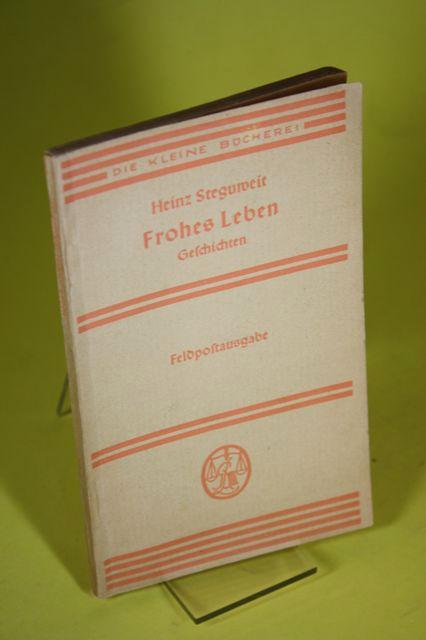 DIE KLEINE BÜCHEREI
Heinz Steguweit
Frohes Leben
Geschichten
Feldpostausgabe